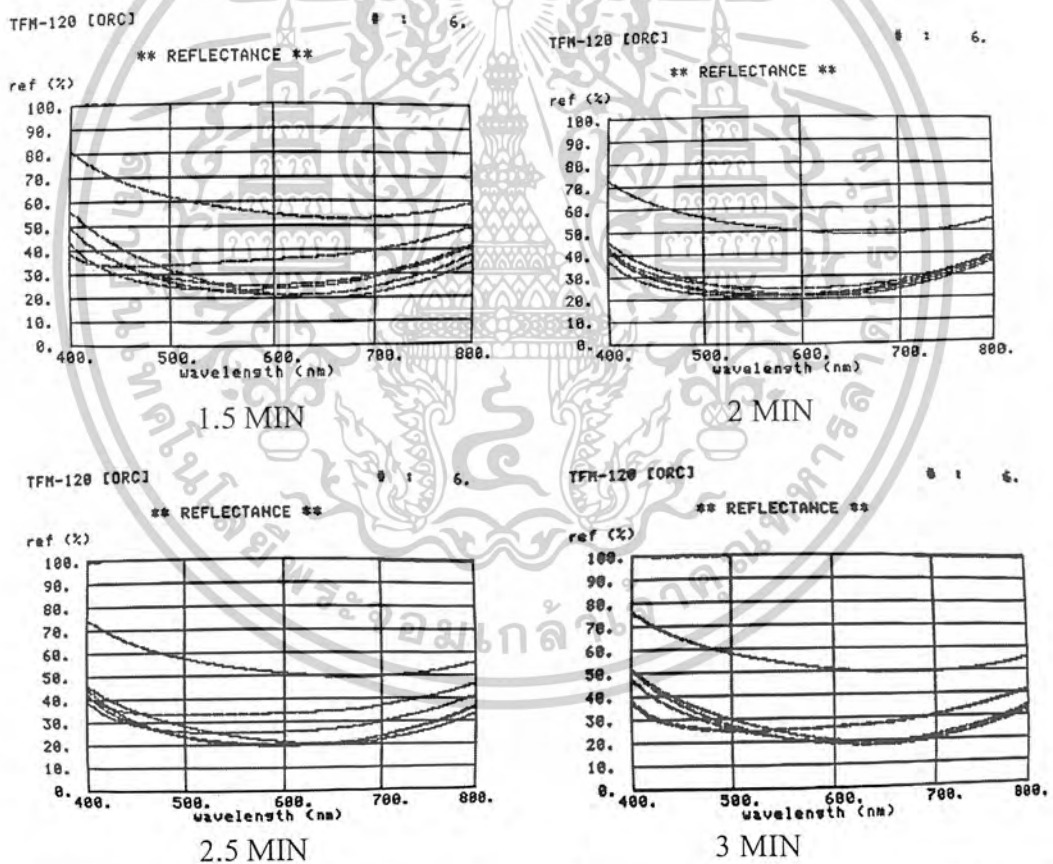 TFM-120 [ORC] # : 6.
** REFLECTANCE **
ref (%)
100.
90.
80.
70.
60.
50.
40.
30.
20.
10.
0.
400. 500. 600. 700. 800.
wavelength (nm)
1.5 MIN
TFM-120 [ORC] # : 6.
** REFLECTANCE **
ref (%)
100.
90.
80.
70.
60.
50.
40.
30.
20.
10.
0.
400. 500. 600. 700. 800.
wavelength (nm)
2 MIN
TFM-120 [ORC] # : 6.
** REFLECTANCE **
ref (%)
100.
90.
80.
70.
60.
50.
40.
30.
20.
10.
0.
400. 500. 600. 700. 800.
wavelength (nm)
2.5 MIN
TFM-120 [ORC] # : 6.
** REFLECTANCE **
ref (%)
100.
90.
80.
70.
60.
50.
40.
30.
20.
10.
0.
400. 500. 600. 700. 800.
wavelength (nm)
3 MIN